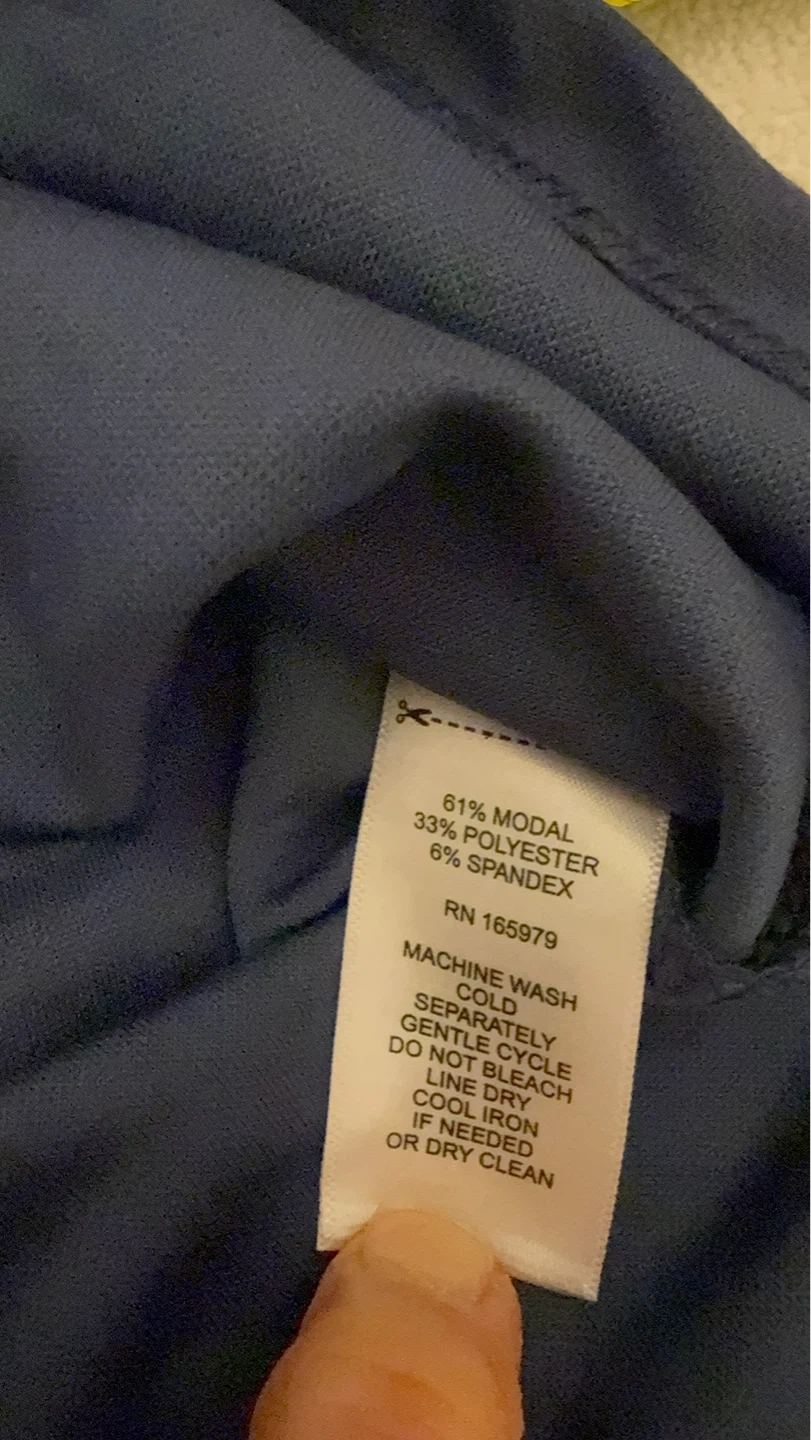 61% MODAL
33% POLYESTER
6% SPANDEX
RN 165979
MACHINE WASH
COLD
SEPARATELY
GENTLE CYCLE
DO NOT BLEACH
LINE DRY
COOL IRON
IF NEEDED
OR DRY CLEAN